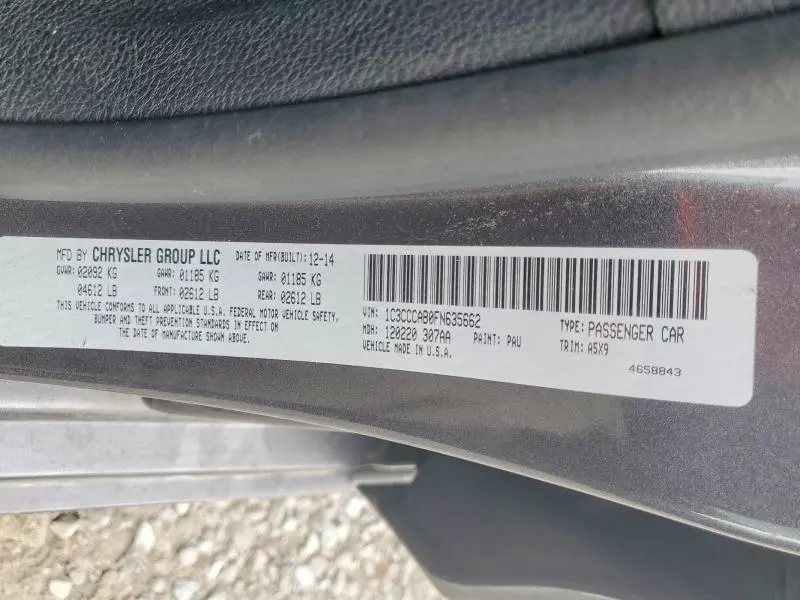 MFD BY CHRYSLER GROUP LLC DATE OF MFR(BUILT): 12-14
GVWR: 02092 KG GAWR: 01185 KG GAWR: 01185 KG
04612 LB FRONT: 02612 LB REAR: 02612 LB
THIS VEHICLE CONFORMS TO ALL APPLICABLE U.S.A. FEDERAL MOTOR VEHICLE SAFETY,
BUMPER AND THEFT PREVENTION STANDARDS IN EFFECT ON
THE DATE OF MANUFACTURE SHOWN ABOVE.
VIN: 1C3CCCAB0FN635662 TYPE: PASSENGER CAR
MDH: 120220 307AA PAINT: PAU TRIM: A5X9
VEHICLE MADE IN U.S.A.
4658843